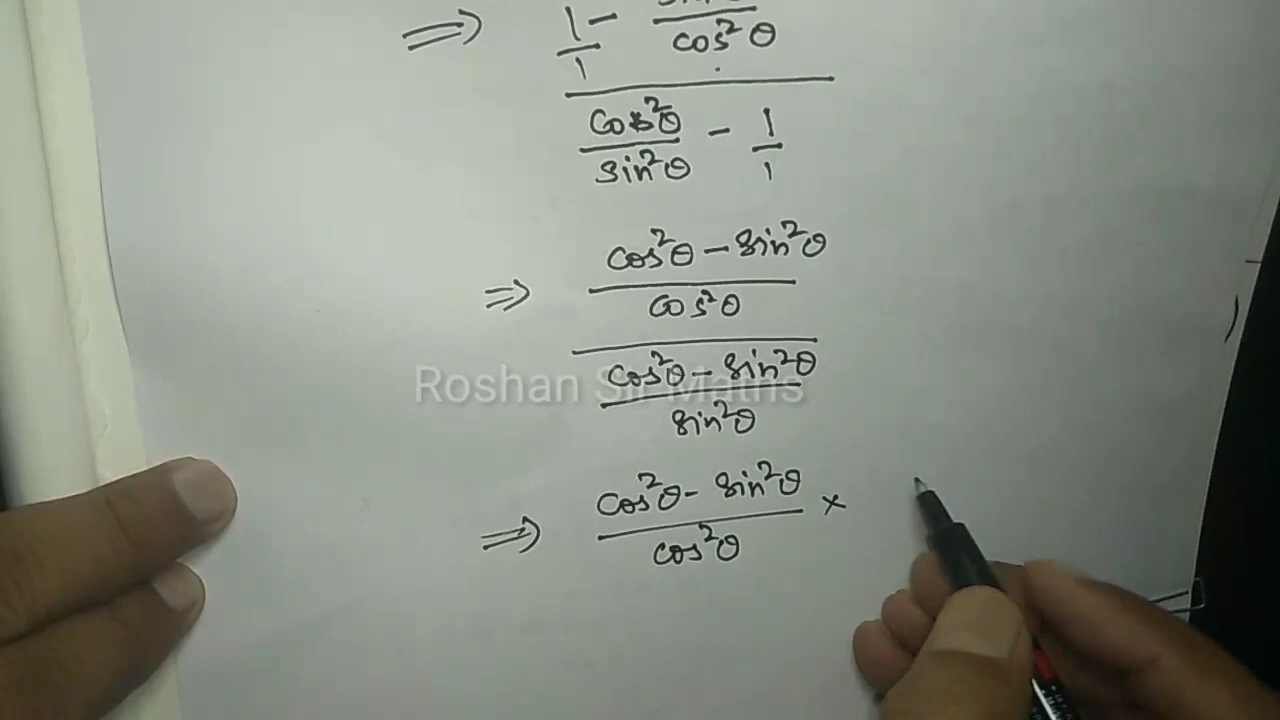 ⇒ 1/1 - /cos²θ
cos²θ/sin²θ - 1/1
⇒ cos²θ - sin²θ
cos²θ
cos²θ - sin²θ
Roshan Sir Maths
sin²θ
⇒ cos²θ - sin²θ ×
cos²θ
)